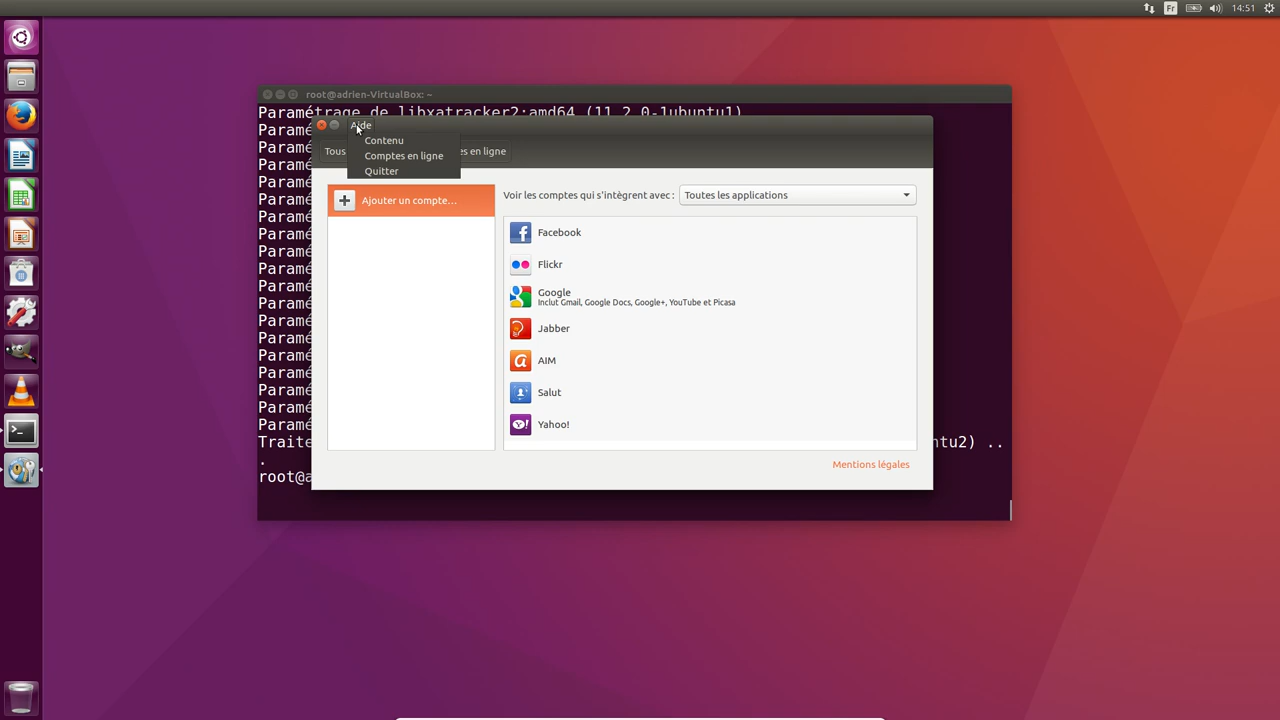 Fr 14:51
root@adrien-VirtualBox: ~
Paramétrage de libxatracker2:amd64 (11.2.0-1ubuntu1)
Paramé
Aide
Paramé
Contenu
Paramé
Tous es en ligne
Comptes en ligne
Paramé
Quitter
Paramé
Ajouter un compte…
Voir les comptes qui s'intègrent avec : Toutes les applications
Paramé
Paramé
Facebook
Paramé
Flickr
Paramé
Paramé
Google
Inclut Gmail, Google Docs, Google+, YouTube et Picasa
Paramé
Paramé
Jabber
Paramé
Paramé
AIM
Paramé
Paramé
Salut
Paramé
Paramé
Yahoo!
Traite ntu2) ..
.
Mentions légales
root@a